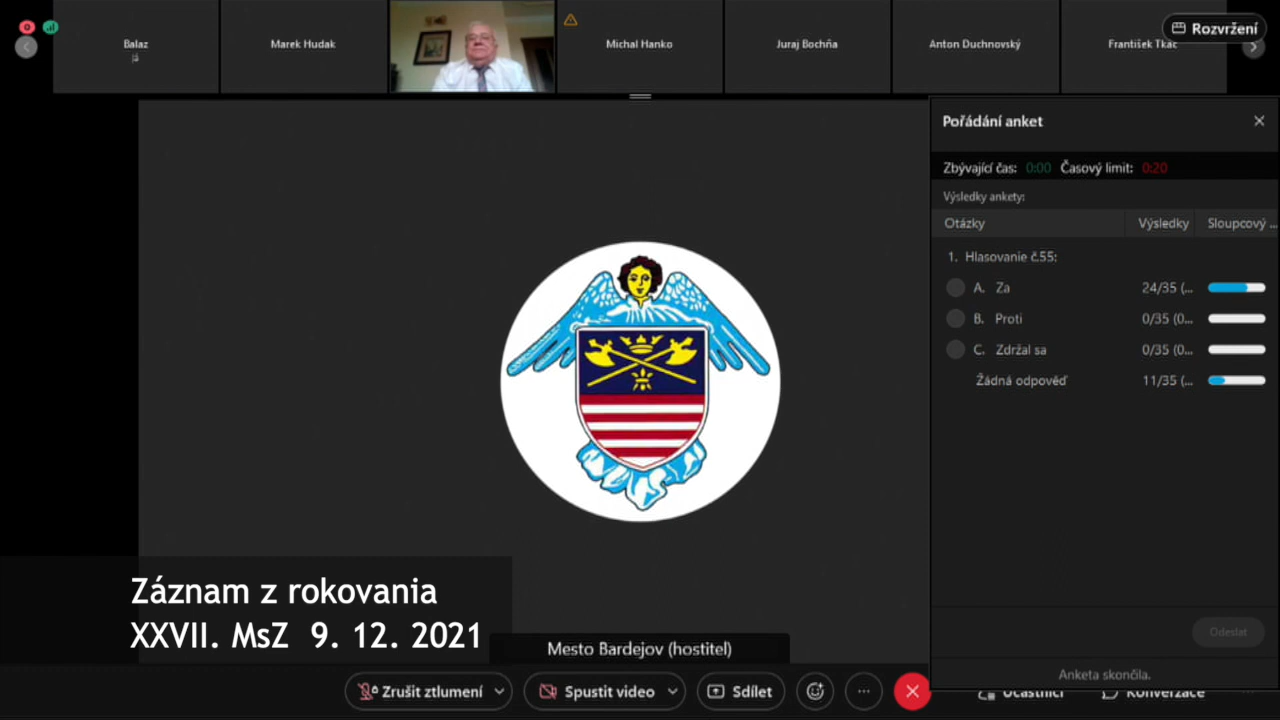 Balaz
já
Marek Hudak
Michal Hanko
Juraj Bochňa
Anton Duchnovský
František Tkáč
Rozvržení
Pořádání anket
Zbývající čas: 0:00 Časový limit: 0:20
Výsledky ankety:
Otázky Výsledky Sloupcový ...
1. Hlasovanie č.55:
A. Za 24/35 (...
B. Proti 0/35 (0...
C. Zdržal sa 0/35 (0...
Žádná odpověď 11/35 (...
Záznam z rokovania
XXVII. MsZ 9. 12. 2021
Mesto Bardejov (hostitel)
Odeslat
Anketa skončila.
Zrušit ztlumení
Spustit video
Sdílet
Účastníci
Konverzace